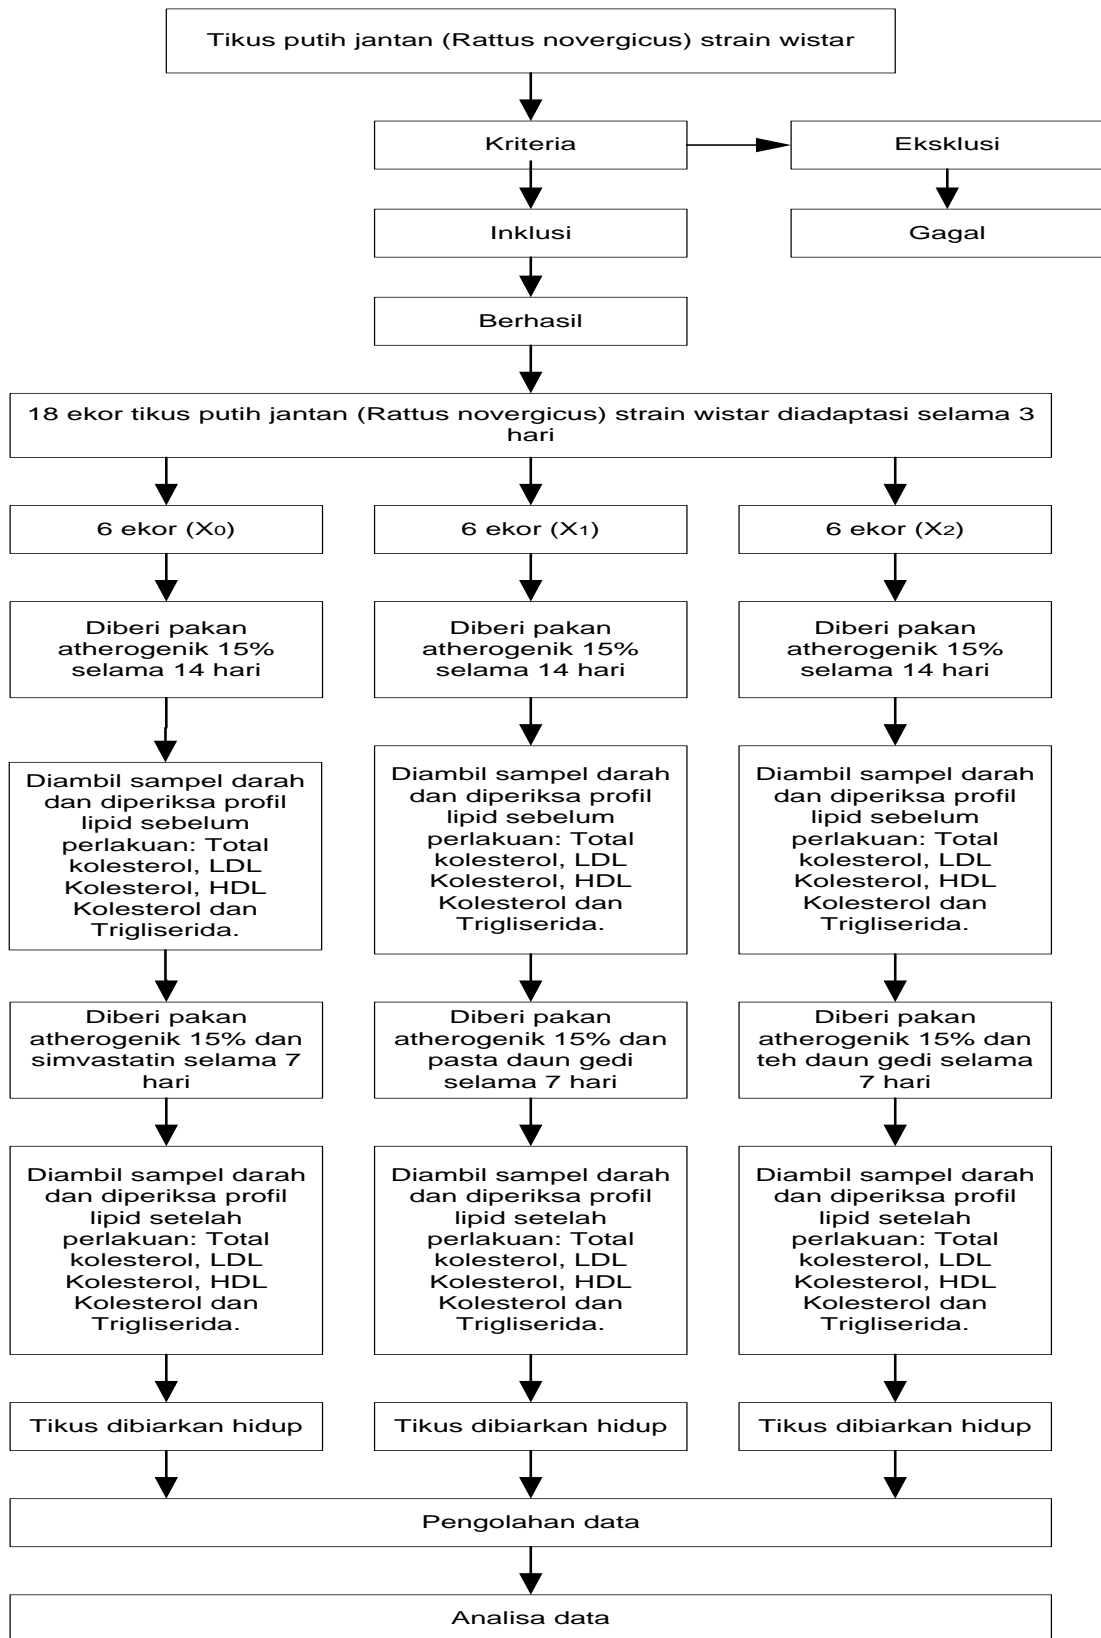 Tikus putih jantan (Rattus novergicus) strain wistar
Kriteria
Eksklusi
Inklusi
Gagal
Berhasil
18 ekor tikus putih jantan (Rattus novergicus) strain wistar diadaptasi selama 3
hari
6 ekor (X0)
6 ekor (X1)
6 ekor (X2)
Diberi pakan
atherogenik 15%
selama 14 hari
Diberi pakan
atherogenik 15%
selama 14 hari
Diberi pakan
atherogenik 15%
selama 14 hari
Diambil sampel darah
dan diperiksa profil
lipid sebelum
perlakuan: Total
kolesterol, LDL
Kolesterol, HDL
Kolesterol dan
Trigliserida.
Diambil sampel darah
dan diperiksa profil
lipid sebelum
perlakuan: Total
kolesterol, LDL
Kolesterol, HDL
Kolesterol dan
Trigliserida.
Diambil sampel darah
dan diperiksa profil
lipid sebelum
perlakuan: Total
kolesterol, LDL
Kolesterol, HDL
Kolesterol dan
Trigliserida.
Diberi pakan
atherogenik 15% dan
simvastatin selama 7
hari
Diberi pakan
atherogenik 15% dan
pasta daun gedi
selama 7 hari
Diberi pakan
atherogenik 15% dan
teh daun gedi selama
7 hari
Diambil sampel darah
dan diperiksa profil
lipid setelah
perlakuan: Total
kolesterol, LDL
Kolesterol, HDL
Kolesterol dan
Trigliserida.
Diambil sampel darah
dan diperiksa profil
lipid setelah
perlakuan: Total
kolesterol, LDL
Kolesterol, HDL
Kolesterol dan
Trigliserida.
Diambil sampel darah
dan diperiksa profil
lipid setelah
perlakuan: Total
kolesterol, LDL
Kolesterol, HDL
Kolesterol dan
Trigliserida.
Tikus dibiarkan hidup
Tikus dibiarkan hidup
Tikus dibiarkan hidup
Pengolahan data
Analisa data